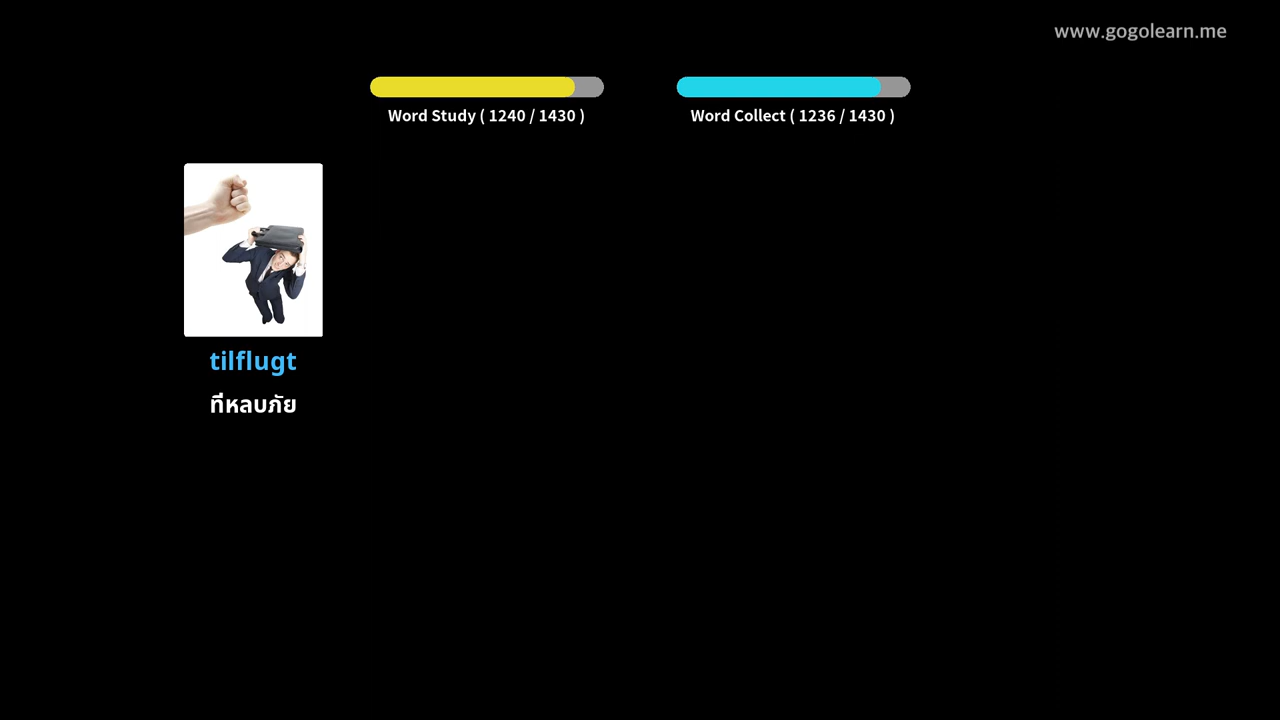 www.gogolearn.me
Word Study ( 1240 / 1430 )
Word Collect ( 1236 / 1430 )
tilflugt
ที่หลบภัย